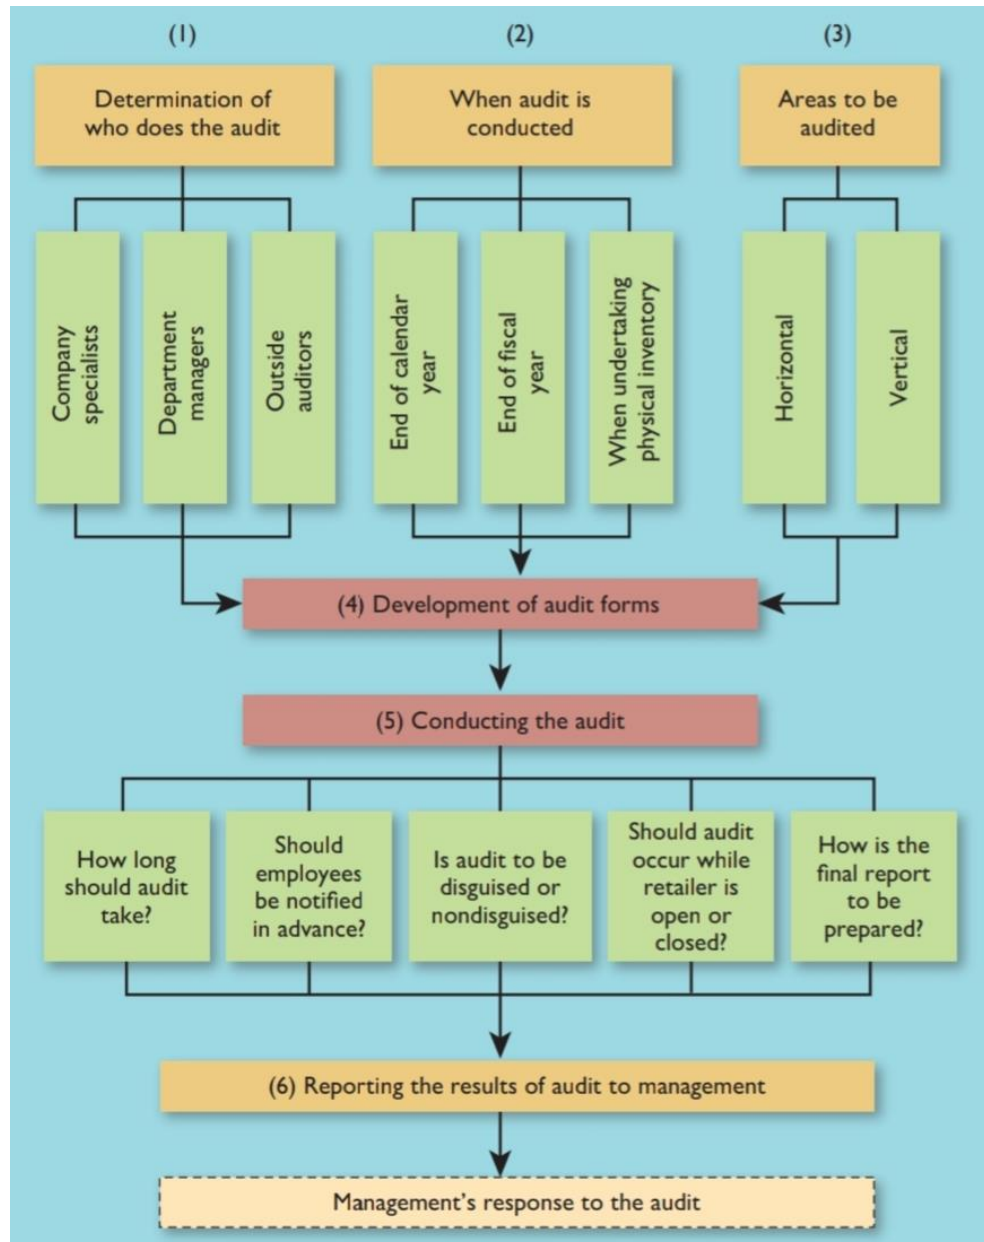 (1)
(2)
(3)
Determination of
who does the audit
When audit is
conducted
Areas to be
audited
Company
specialists
Department
managers
Outside
auditors
End of calendar
year
End of fiscal
year
When undertaking
physical inventory
Horizontal
Vertical
(4) Development of audit forms
(5) Conducting the audit
How long
should audit
take?
Should
employees
be notified
in advance?
Is audit to be
disguised or
nondisguised?
Should audit
occur while
retailer is
open or
closed?
How is the
final report
to be
prepared?
(6) Reporting the results of audit to management
Management’s response to the audit